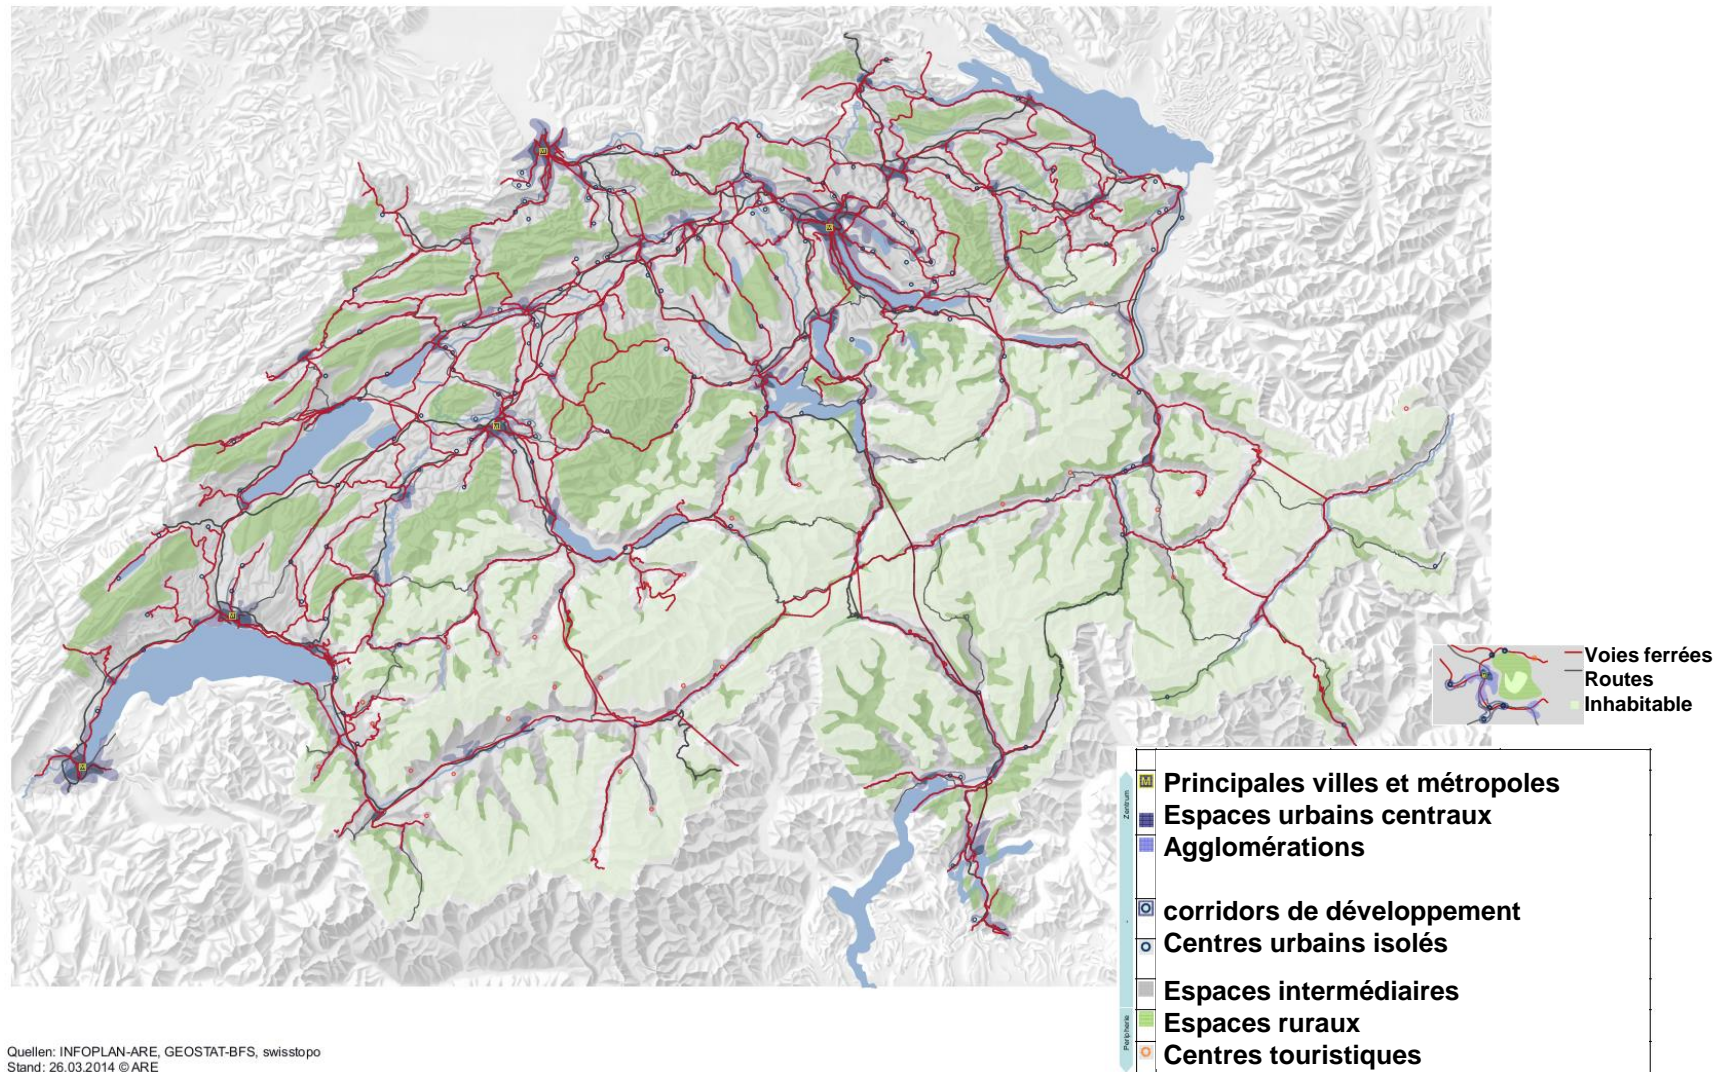 Voies ferrées
Routes
Inhabitable
Zentrum
M Principales villes et métropoles
Espaces urbains centraux
Agglomérations
corridors de développement
Centres urbains isolés
Espaces intermédiaires
Peripherie
Espaces ruraux
Centres touristiques
Quellen: INFOPLAN-ARE, GEOSTAT-BFS, swisstopo
Stand: 26.03.2014 © ARE